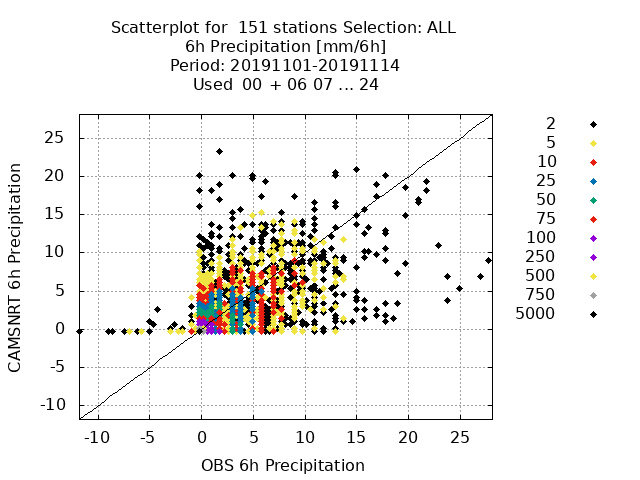 Scatterplot for  151 stations Selection: ALL
6h Precipitation [mm/6h]
Period: 20191101-20191114
Used  00  + 06 07 ... 24
25
20
15
10
5
0
-5
-10
CAMSNRT 6h Precipitation
-10 -5 0 5 10 15 20 25
OBS 6h Precipitation
2
5
10
25
50
75
100
250
500
750
5000